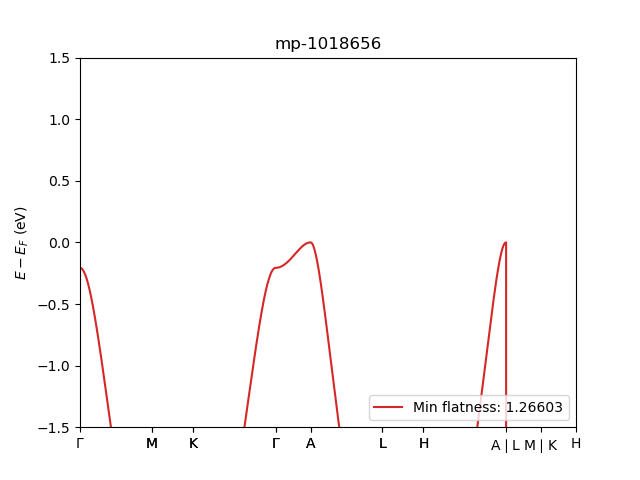 mp-1018656
E − E_F (eV)
1.5
1.0
0.5
0.0
−0.5
−1.0
−1.5
Min flatness: 1.26603
Γ M K Γ A L H A | L M | K H